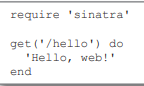 require 'sinatra'
get('/hello') do
'Hello, web!'
end